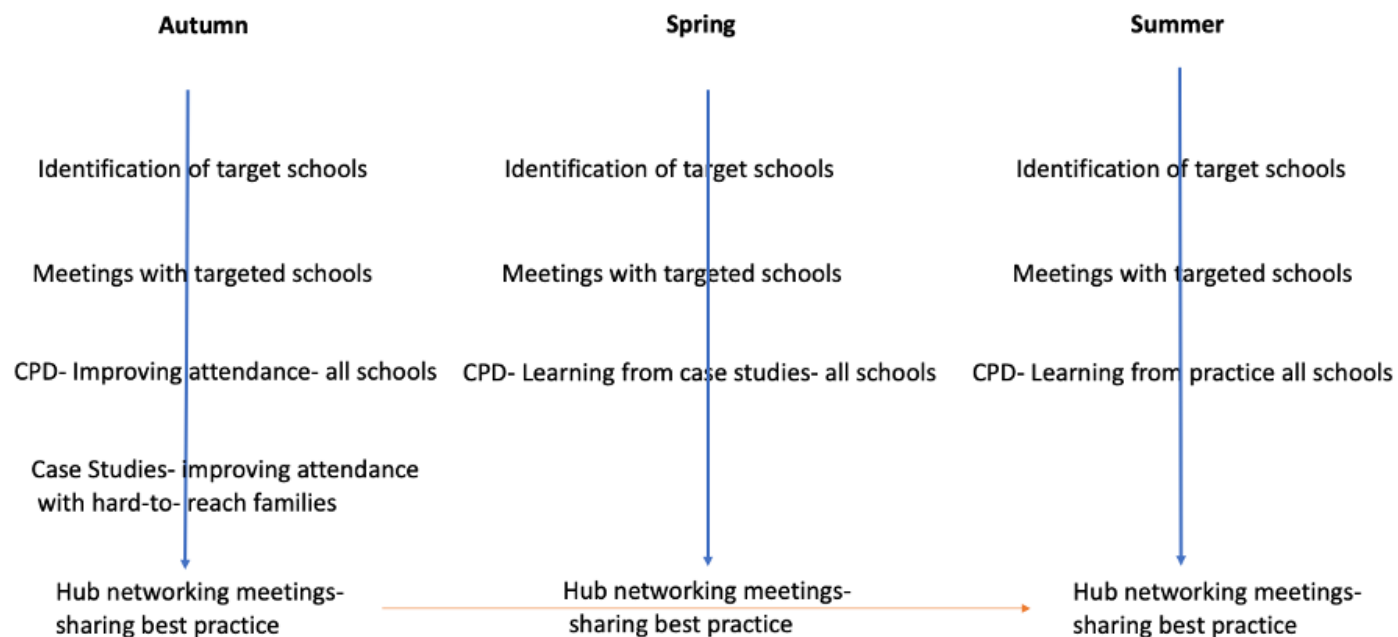 Autumn
Spring
Summer
Identification of target schools
Identification of target schools
Identification of target schools
Meetings with targeted schools
Meetings with targeted schools
Meetings with targeted schools
CPD- Improving attendance- all schools
CPD- Learning from case studies- all schools
CPD- Learning from practice all schools
Case Studies- improving attendance
with hard-to- reach families
Hub networking meetings-
sharing best practice
Hub networking meetings-
sharing best practice
Hub networking meetings-
sharing best practice